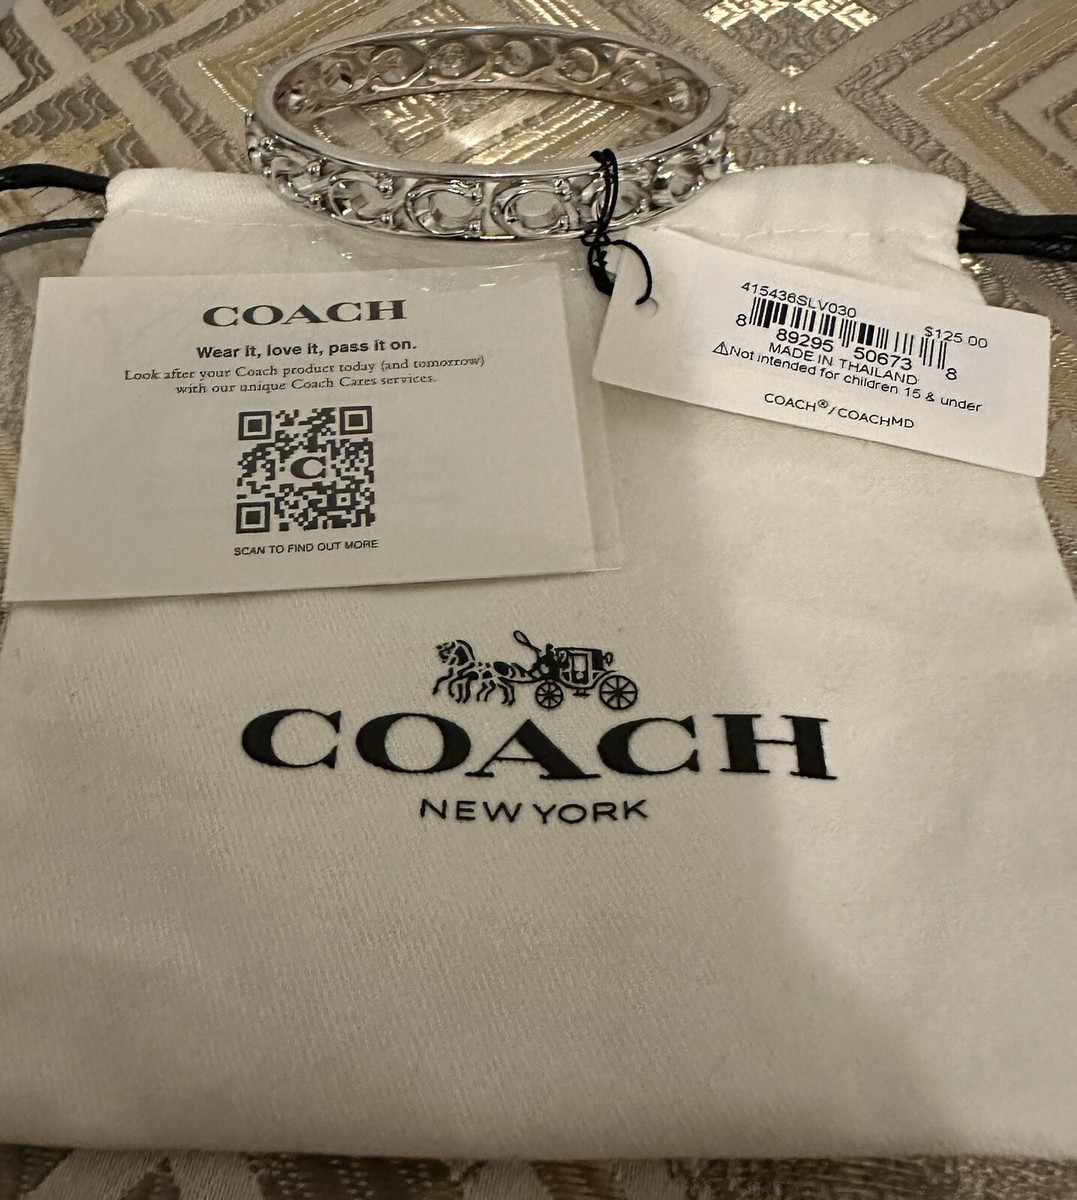 COACH
Wear it, love it, pass it on.
Look after your Coach product today (and tomorrow)
with our unique Coach Cares services.
C
SCAN TO FIND OUT MORE
415436SLV030
$125.00
8 89295 50673 8
MADE IN THAILAND
⚠Not intended for children 15 & under
COACH®/COACHMD
COACH
NEW YORK